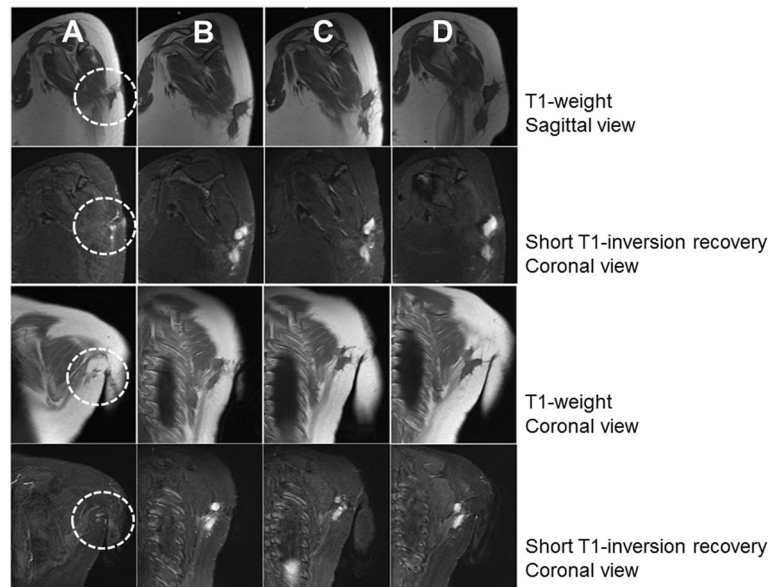 A B C D
T1-weight
Sagittal view
Short T1-inversion recovery
Coronal view
T1-weight
Coronal view
Short T1-inversion recovery
Coronal view